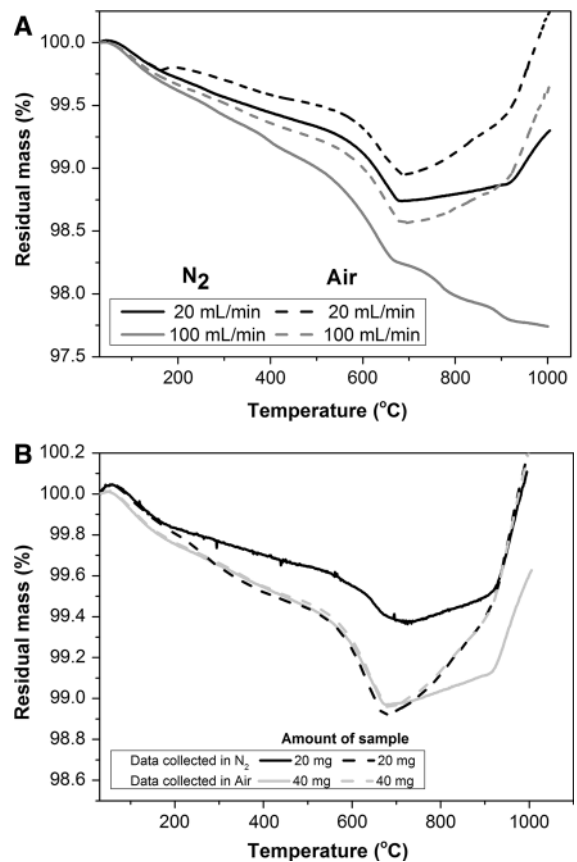 A
100.0
99.5
99.0
98.5
98.0
97.5
Residual mass (%)
N2 Air
20 mL/min 20 mL/min
100 mL/min 100 mL/min
200 400 600 800 1000
Temperature (oC)
B
100.2
100.0
99.8
99.6
99.4
99.2
99.0
98.8
98.6
Residual mass (%)
Amount of sample
Data collected in N2 20 mg 20 mg
Data collected in Air 40 mg 40 mg
200 400 600 800 1000
Temperature (oC)